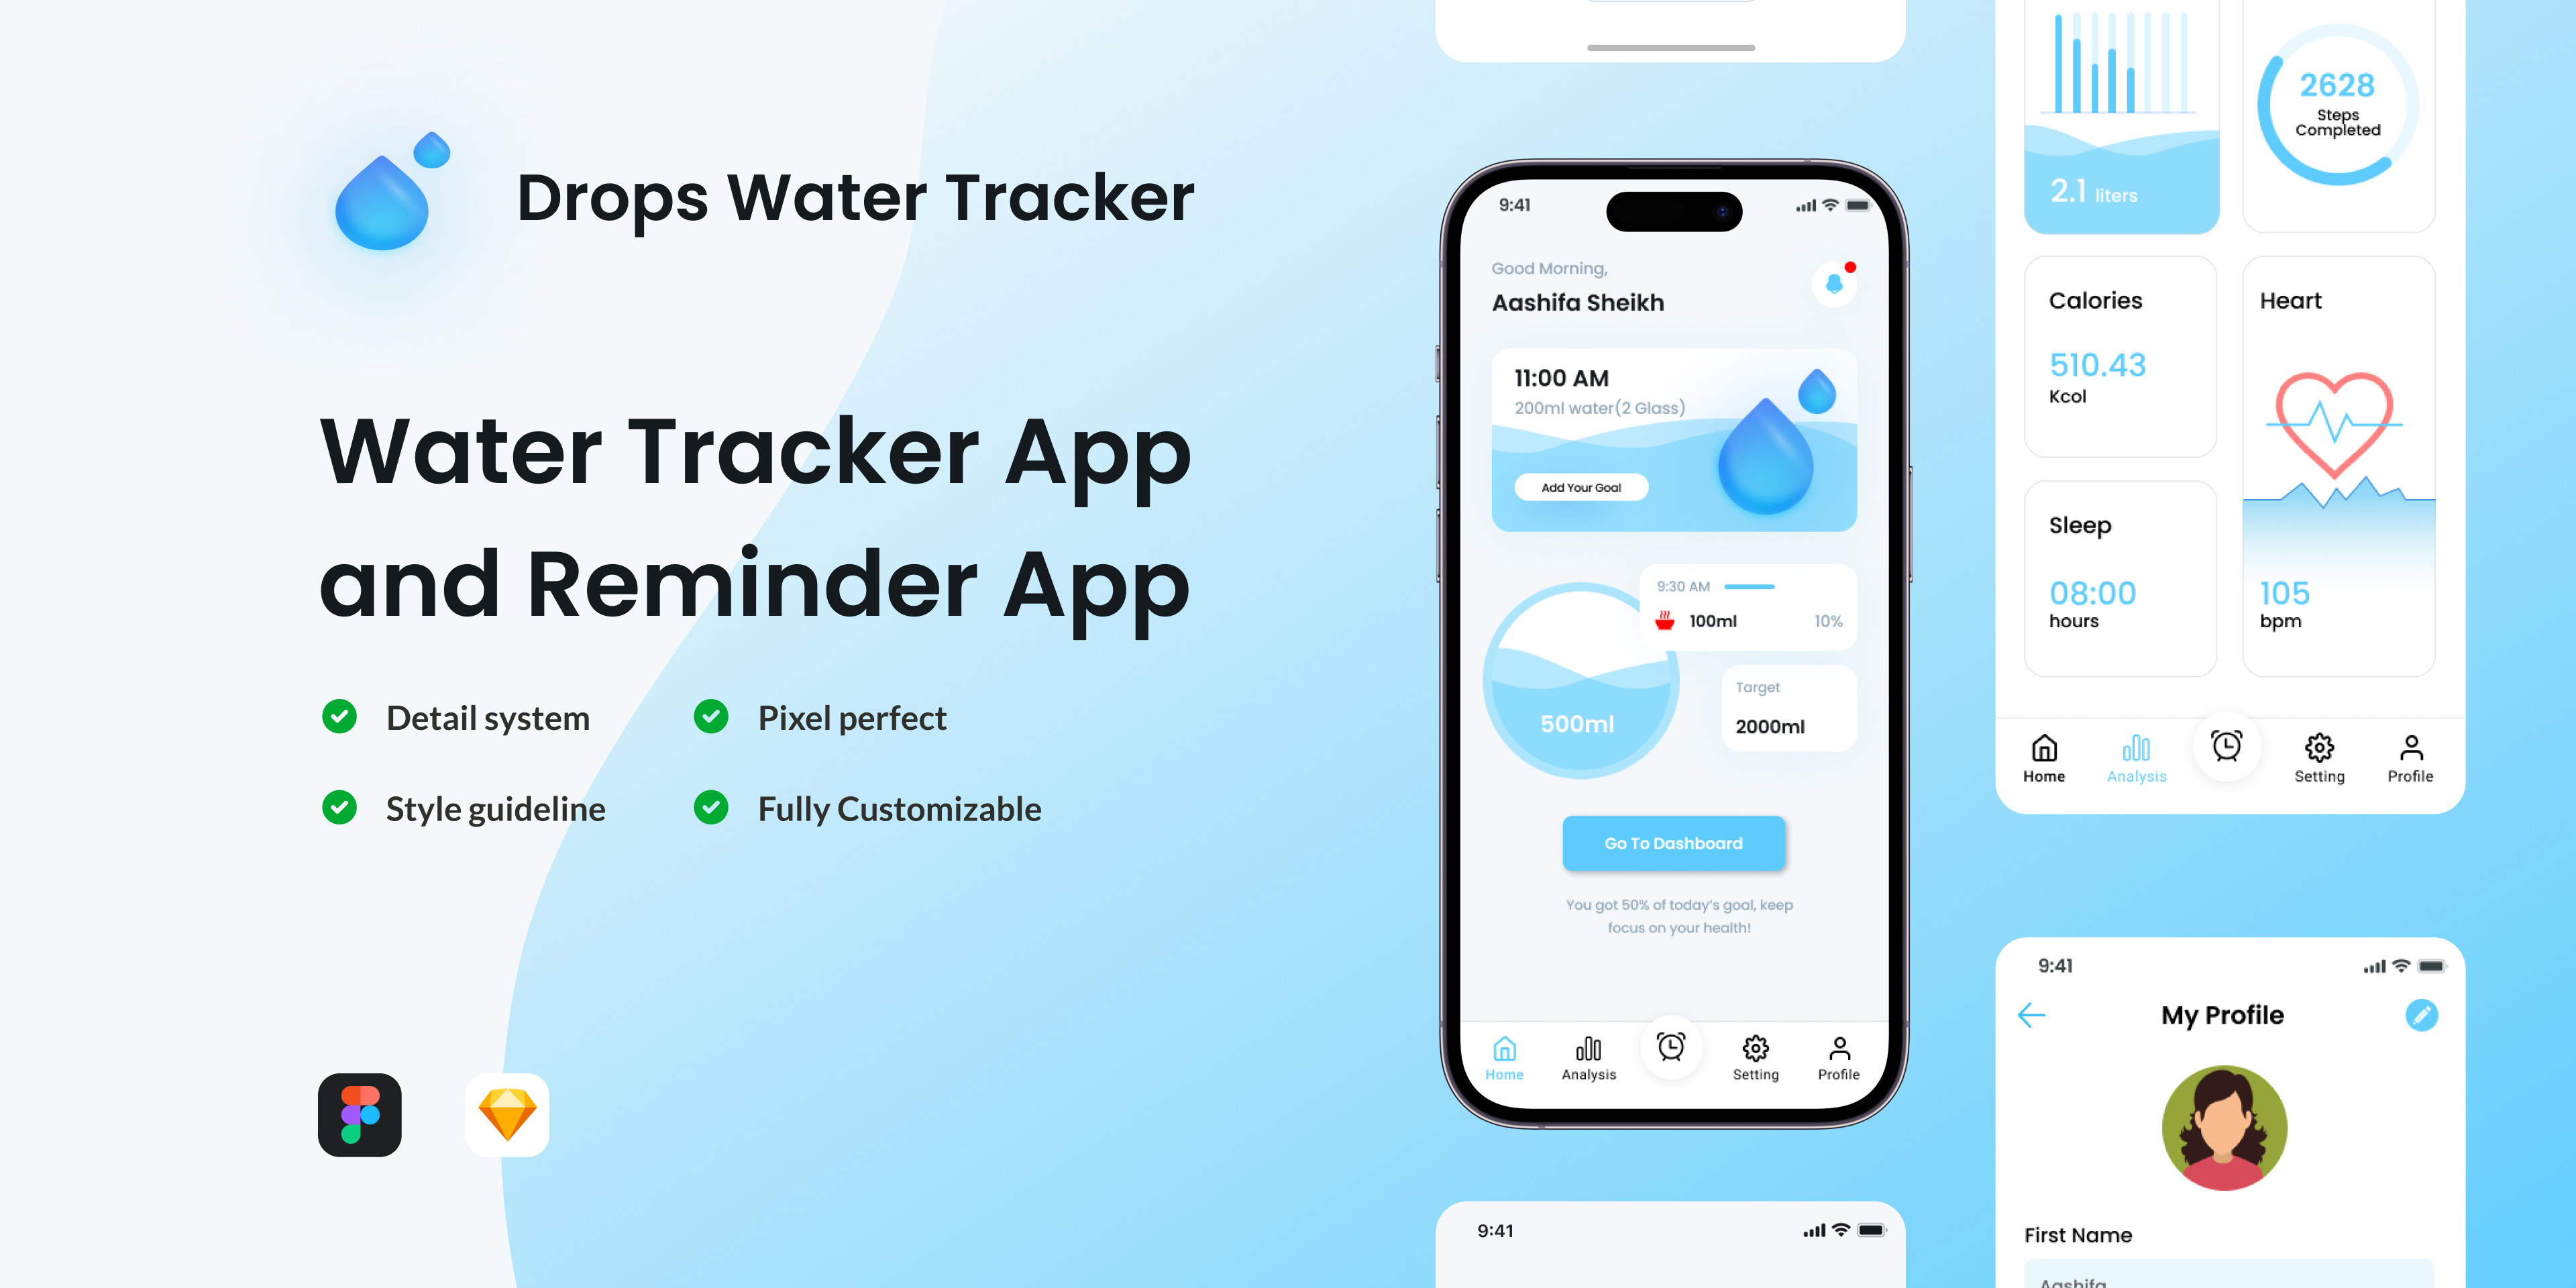 Drops Water Tracker
Water Tracker App
and Reminder App
Detail system
Pixel perfect
Style guideline
Fully Customizable
9:41
Good Morning,
Aashifa Sheikh
11:00 AM
200ml water(2 Glass)
Add Your Goal
9:30 AM
100ml
10%
500ml
Target
2000ml
Go To Dashboard
You got 50% of today's goal, keep
focus on your health!
Home
Analysis
Setting
Profile
9:41
2.1 liters
2628
Steps
Completed
Calories
510.43
Kcol
Heart
105
bpm
Sleep
08:00
hours
Home
Analysis
Setting
Profile
9:41
My Profile
First Name
Aashifa